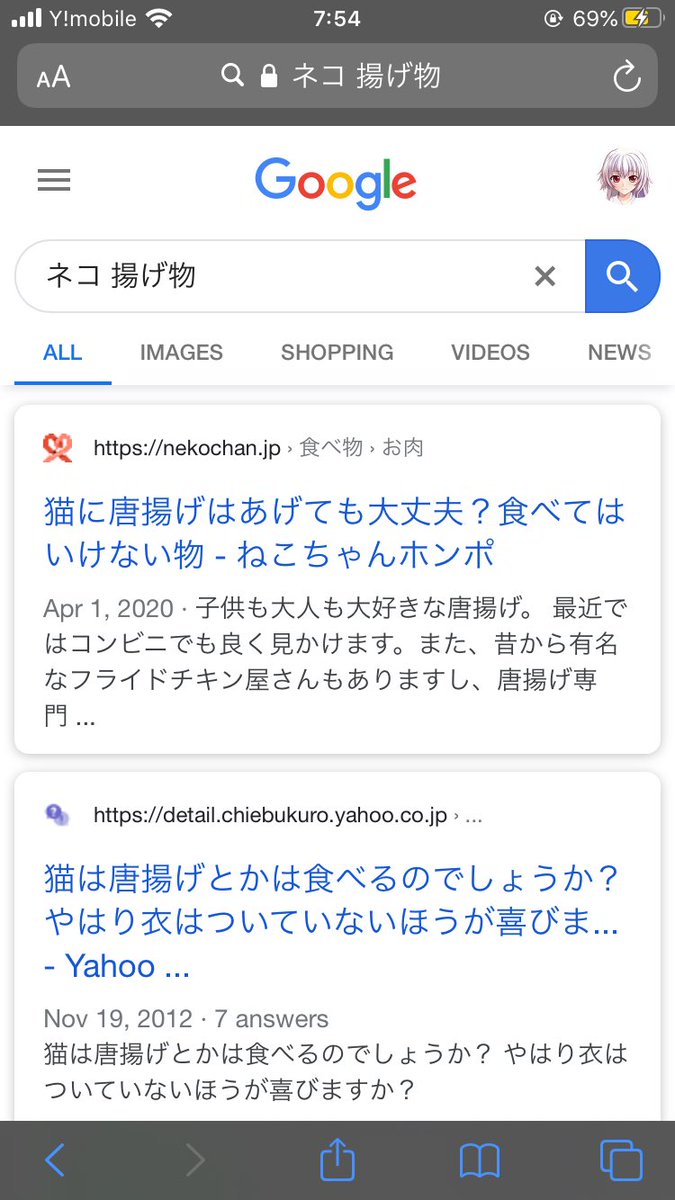 Y!mobile 7:54 69%
AA ネコ 揚げ物
Google
ネコ 揚げ物
ALL IMAGES SHOPPING VIDEOS NEWS
https://nekochan.jp › 食べ物 › お肉
猫に唐揚げはあげても大丈夫？食べては
いけない物 - ねこちゃんホンポ
Apr 1, 2020 · 子供も大人も大好きな唐揚げ。 最近で
はコンビニでも良く見かけます。また、昔から有名
なフライドチキン屋さんもありますし、唐揚げ専
門 ...
https://detail.chiebukuro.yahoo.co.jp › ...
猫は唐揚げとかは食べるのでしょうか？
やはり衣はついていないほうが喜びま...
- Yahoo ...
Nov 19, 2012 · 7 answers
猫は唐揚げとかは食べるのでしょうか？ やはり衣は
ついていないほうが喜びますか？